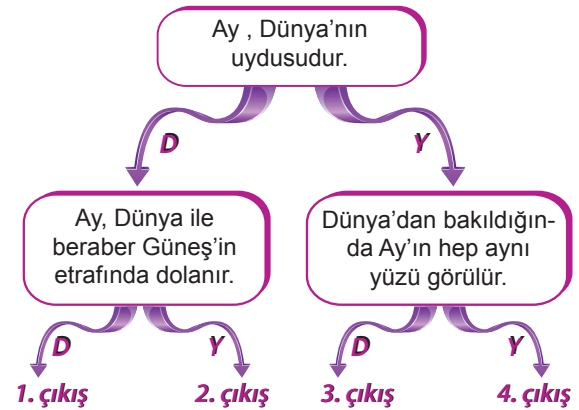 Ay , Dünya'nın
uydusudur.
D
Y
Ay, Dünya ile
beraber Güneş'in
etrafında dolanır.
Dünya'dan bakıldığın-
da Ay'ın hep aynı
yüzü görülür.
D
Y
D
Y
1. çıkış
2. çıkış
3. çıkış
4. çıkış